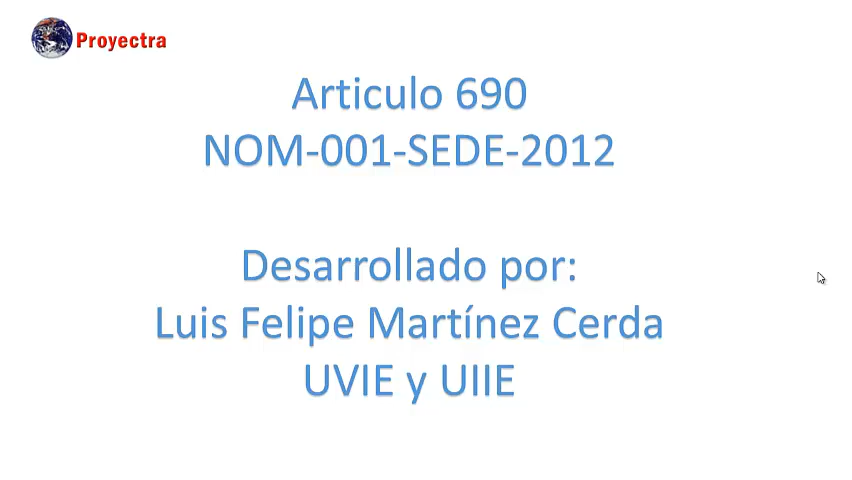 Proyectra
Articulo 690
NOM-001-SEDE-2012
Desarrollado por:
Luis Felipe Martínez Cerda
UVIE y UIIE